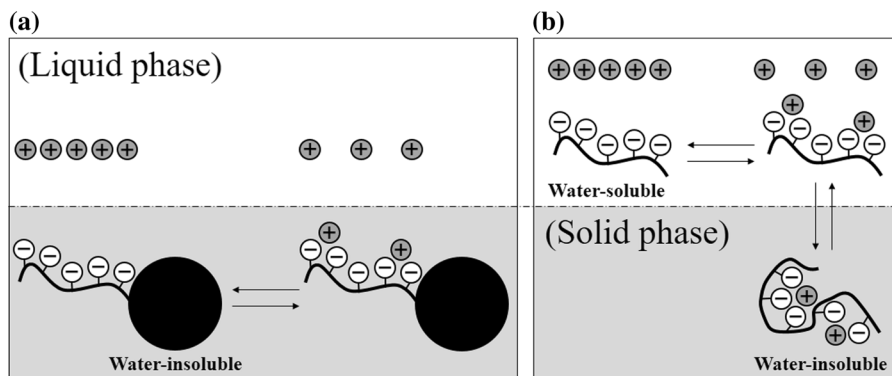 (a)
(Liquid phase)
Water-insoluble
(b)
Water-soluble
(Solid phase)
Water-insoluble